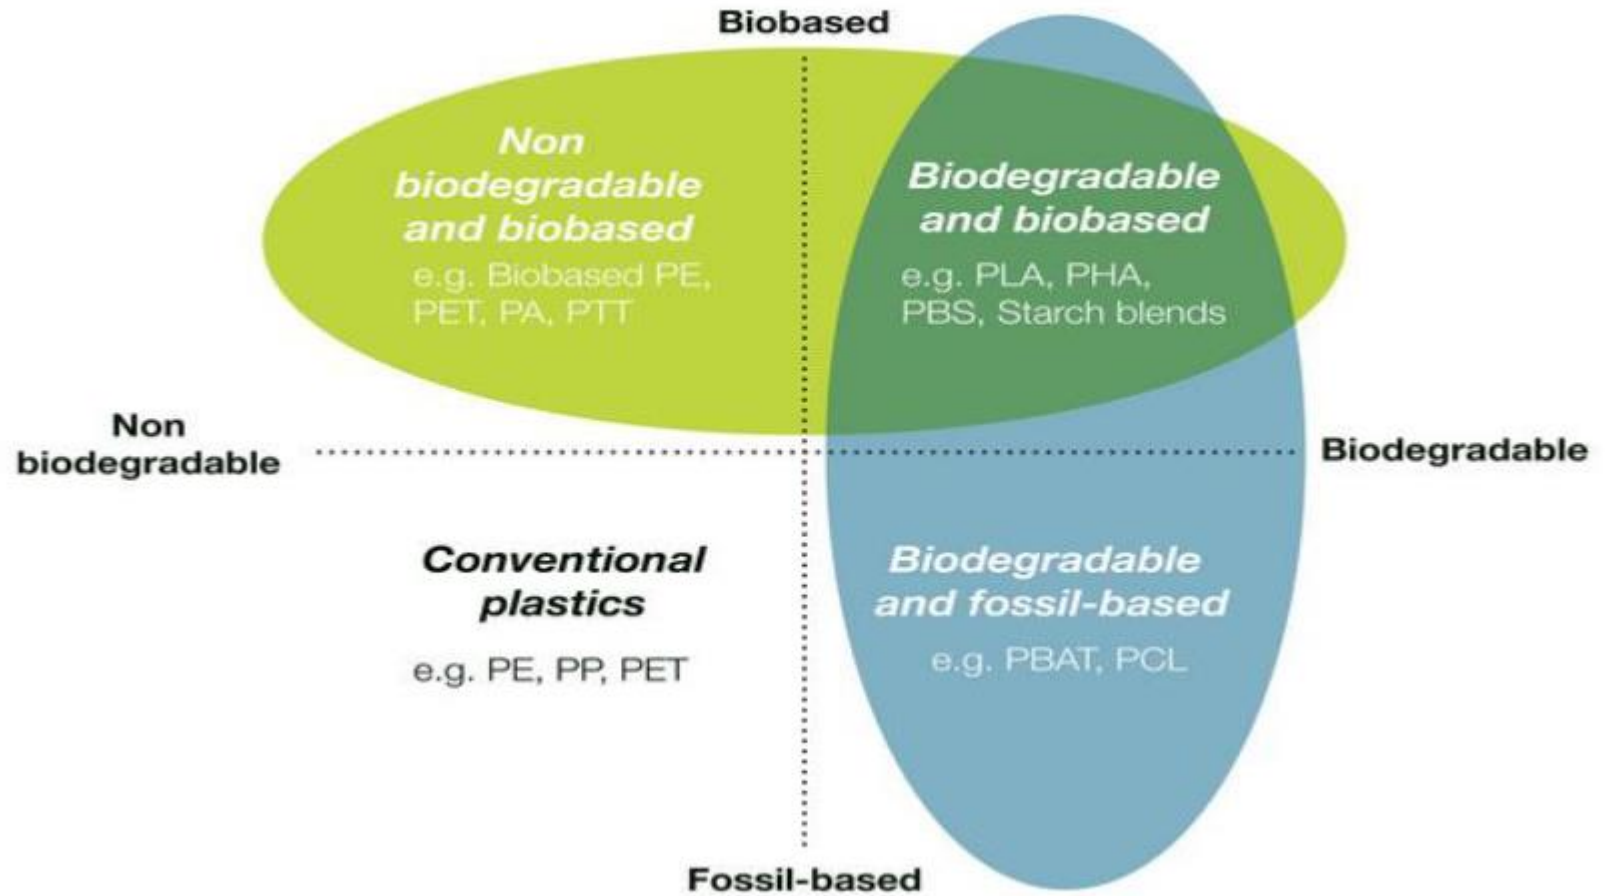 Biobased
Non
biodegradable
and biobased
e.g. Biobased PE,
PET, PA, PTT
Biodegradable
and biobased
e.g. PLA, PHA,
PBS, Starch blends
Non
biodegradable
Biodegradable
Conventional
plastics
e.g. PE, PP, PET
Biodegradable
and fossil-based
e.g. PBAT, PCL
Fossil-based